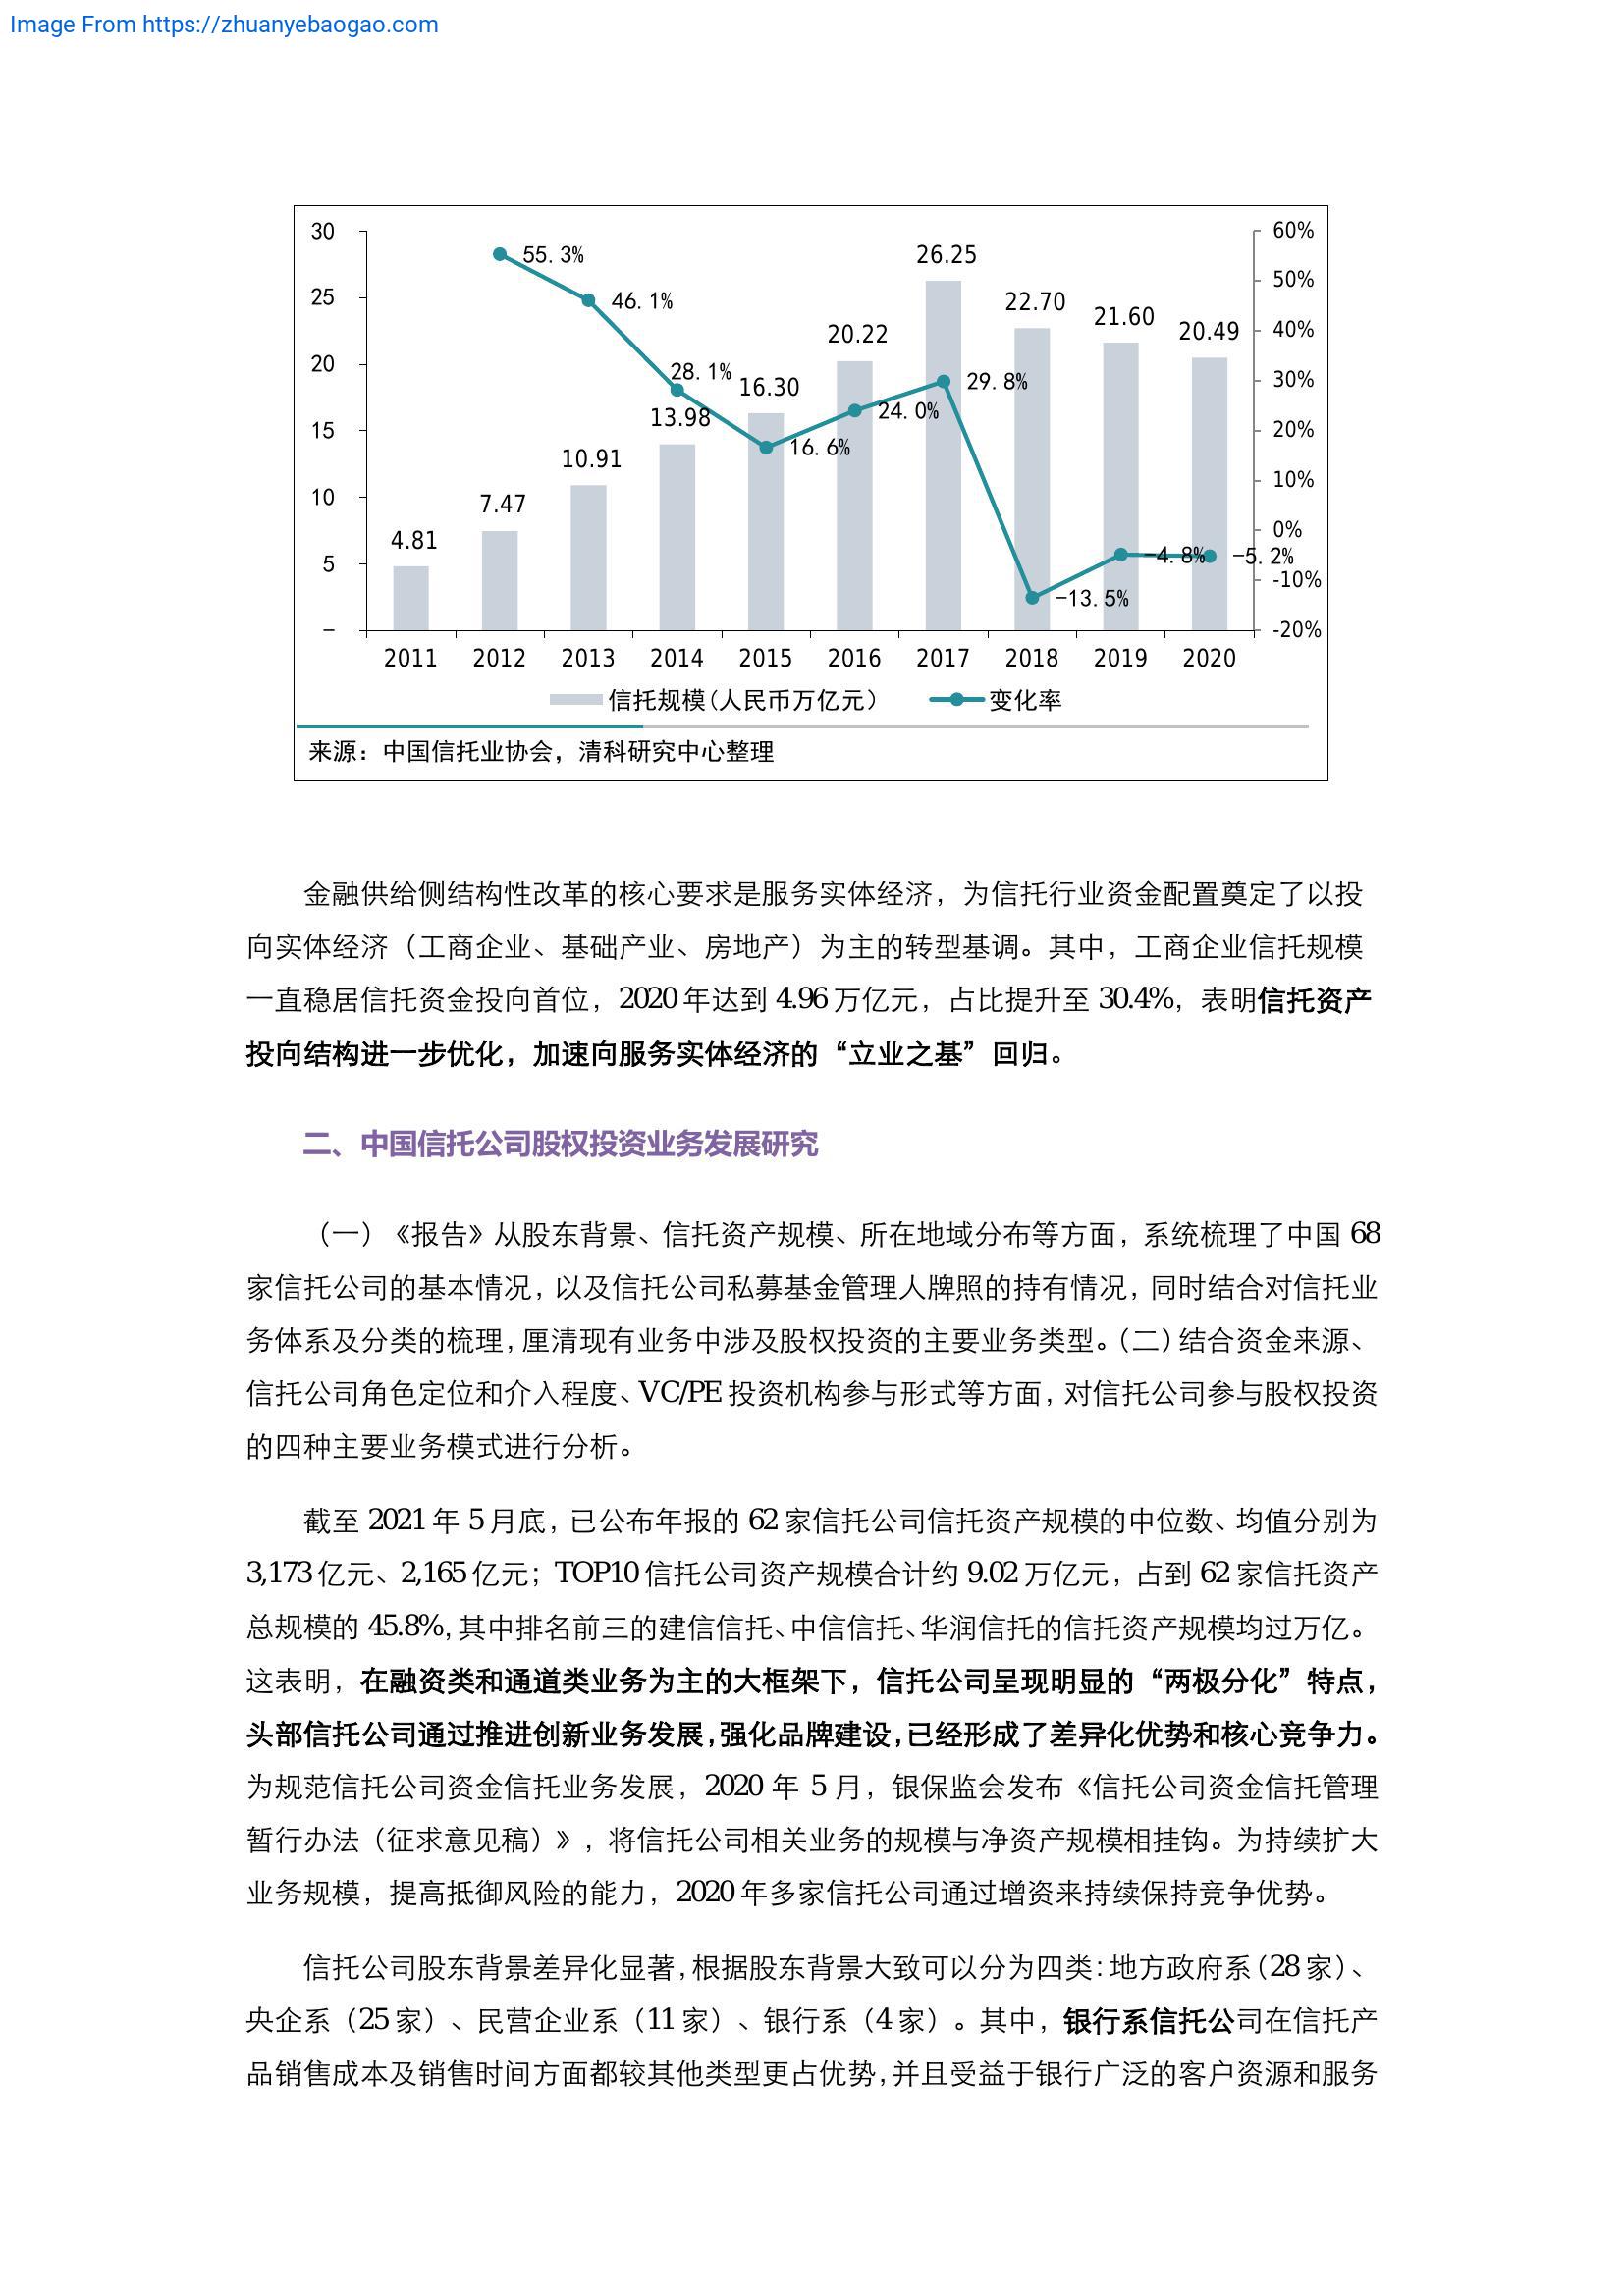 Image From https://zhuanyebaogao.com
30
25
20
15
10
5
–
60%
50%
40%
30%
20%
10%
0%
-10%
-20%
4.81
7.47
10.91
13.98
16.30
20.22
26.25
22.70
21.60
20.49
55.3%
46.1%
28.1%
16.6%
24.0%
29.8%
-13.5%
-4.8%
-5.2%
2011 2012 2013 2014 2015 2016 2017 2018 2019 2020
信托规模(人民币万亿元） 变化率
来源：中国信托业协会，清科研究中心整理
金融供给侧结构性改革的核心要求是服务实体经济，为信托行业资金配置奠定了以投
向实体经济（工商企业、基础产业、房地产）为主的转型基调。其中，工商企业信托规模
一直稳居信托资金投向首位，2020 年达到 4.96 万亿元，占比提升至 30.4%，表明信托资产
投向结构进一步优化，加速向服务实体经济的“立业之基”回归。
二、中国信托公司股权投资业务发展研究
（一）《报告》从股东背景、信托资产规模、所在地域分布等方面，系统梳理了中国 68
家信托公司的基本情况，以及信托公司私募基金管理人牌照的持有情况，同时结合对信托业
务体系及分类的梳理，厘清现有业务中涉及股权投资的主要业务类型。（二）结合资金来源、
信托公司角色定位和介入程度、VC/PE 投资机构参与形式等方面，对信托公司参与股权投资
的四种主要业务模式进行分析。
截至 2021 年 5 月底，已公布年报的 62 家信托公司信托资产规模的中位数、均值分别为
3,173 亿元、2,165 亿元；TOP10 信托公司资产规模合计约 9.02 万亿元，占到 62 家信托资产
总规模的 45.8%，其中排名前三的建信信托、中信信托、华润信托的信托资产规模均过万亿。
这表明，在融资类和通道类业务为主的大框架下，信托公司呈现明显的“两极分化”特点，
头部信托公司通过推进创新业务发展，强化品牌建设，已经形成了差异化优势和核心竞争力。
为规范信托公司资金信托业务发展，2020 年 5 月，银保监会发布《信托公司资金信托管理
暂行办法（征求意见稿）》，将信托公司相关业务的规模与净资产规模相挂钩。为持续扩大
业务规模，提高抵御风险的能力，2020 年多家信托公司通过增资来持续保持竞争优势。
信托公司股东背景差异化显著，根据股东背景大致可以分为四类：地方政府系（28 家）、
央企系（25 家）、民营企业系（11 家）、银行系（4 家）。其中，银行系信托公司在信托产
品销售成本及销售时间方面都较其他类型更占优势，并且受益于银行广泛的客户资源和服务